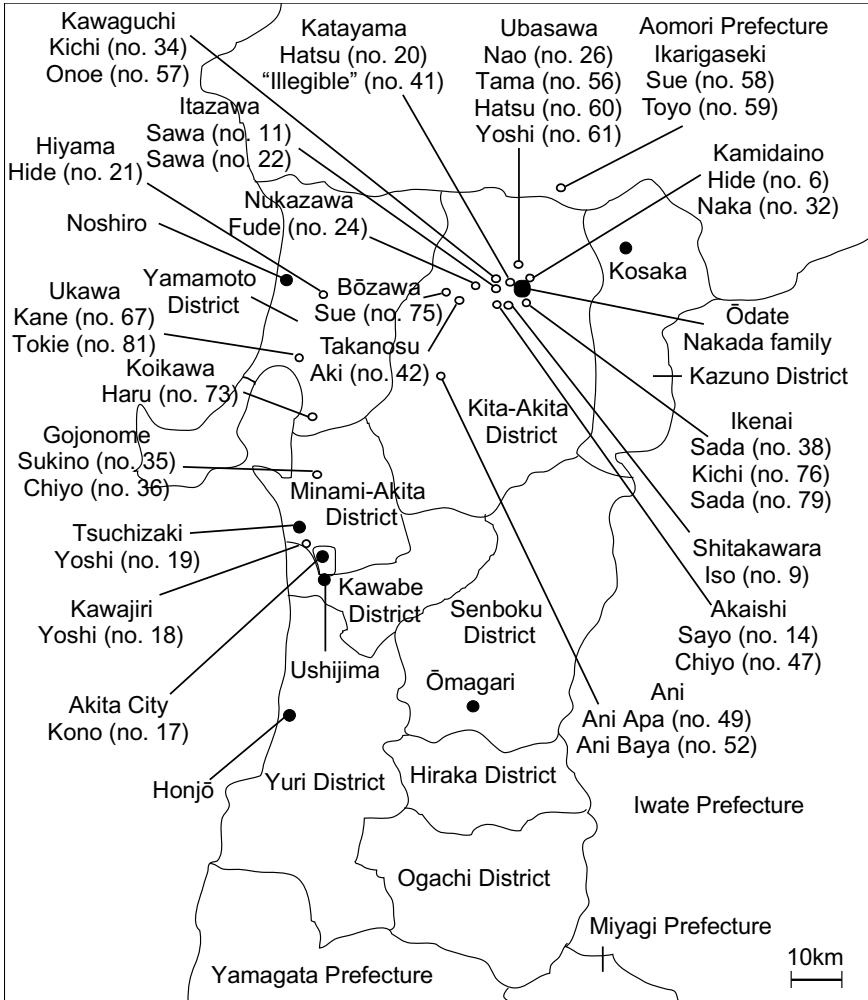 Kawaguchi
Kichi (no. 34)
Onoe (no. 57)
Katayama
Hatsu (no. 20)
“Illegible” (no. 41)
Ubasawa
Nao (no. 26)
Tama (no. 56)
Hatsu (no. 60)
Yoshi (no. 61)
Aomori Prefecture
Ikarigaseki
Sue (no. 58)
Toyo (no. 59)
Itazawa
Sawa (no. 11)
Sawa (no. 22)
Hiyama
Hide (no. 21)
Kamidaino
Hide (no. 6)
Naka (no. 32)
Nukazawa
Fude (no. 24)
Noshiro
Kosaka
Yamamoto
District
Bōzawa
Sue (no. 75)
Ukawa
Kane (no. 67)
Tokie (no. 81)
Ōdate
Nakada family
Takanosu
Aki (no. 42)
Koikawa
Haru (no. 73)
Kazuno District
Kita-Akita
District
Ikenai
Sada (no. 38)
Kichi (no. 76)
Sada (no. 79)
Gojonome
Sukino (no. 35)
Chiyo (no. 36)
Minami-Akita
District
Tsuchizaki
Yoshi (no. 19)
Shitakawara
Iso (no. 9)
Kawajiri
Yoshi (no. 18)
Kawabe
District
Senboku
District
Akaishi
Sayo (no. 14)
Chiyo (no. 47)
Ushijima
Ōmagari
Ani
Ani Apa (no. 49)
Ani Baya (no. 52)
Akita City
Kono (no. 17)
Honjō
Yuri District
Hiraka District
Iwate Prefecture
Ogachi District
Miyagi Prefecture
Yamagata Prefecture
10km